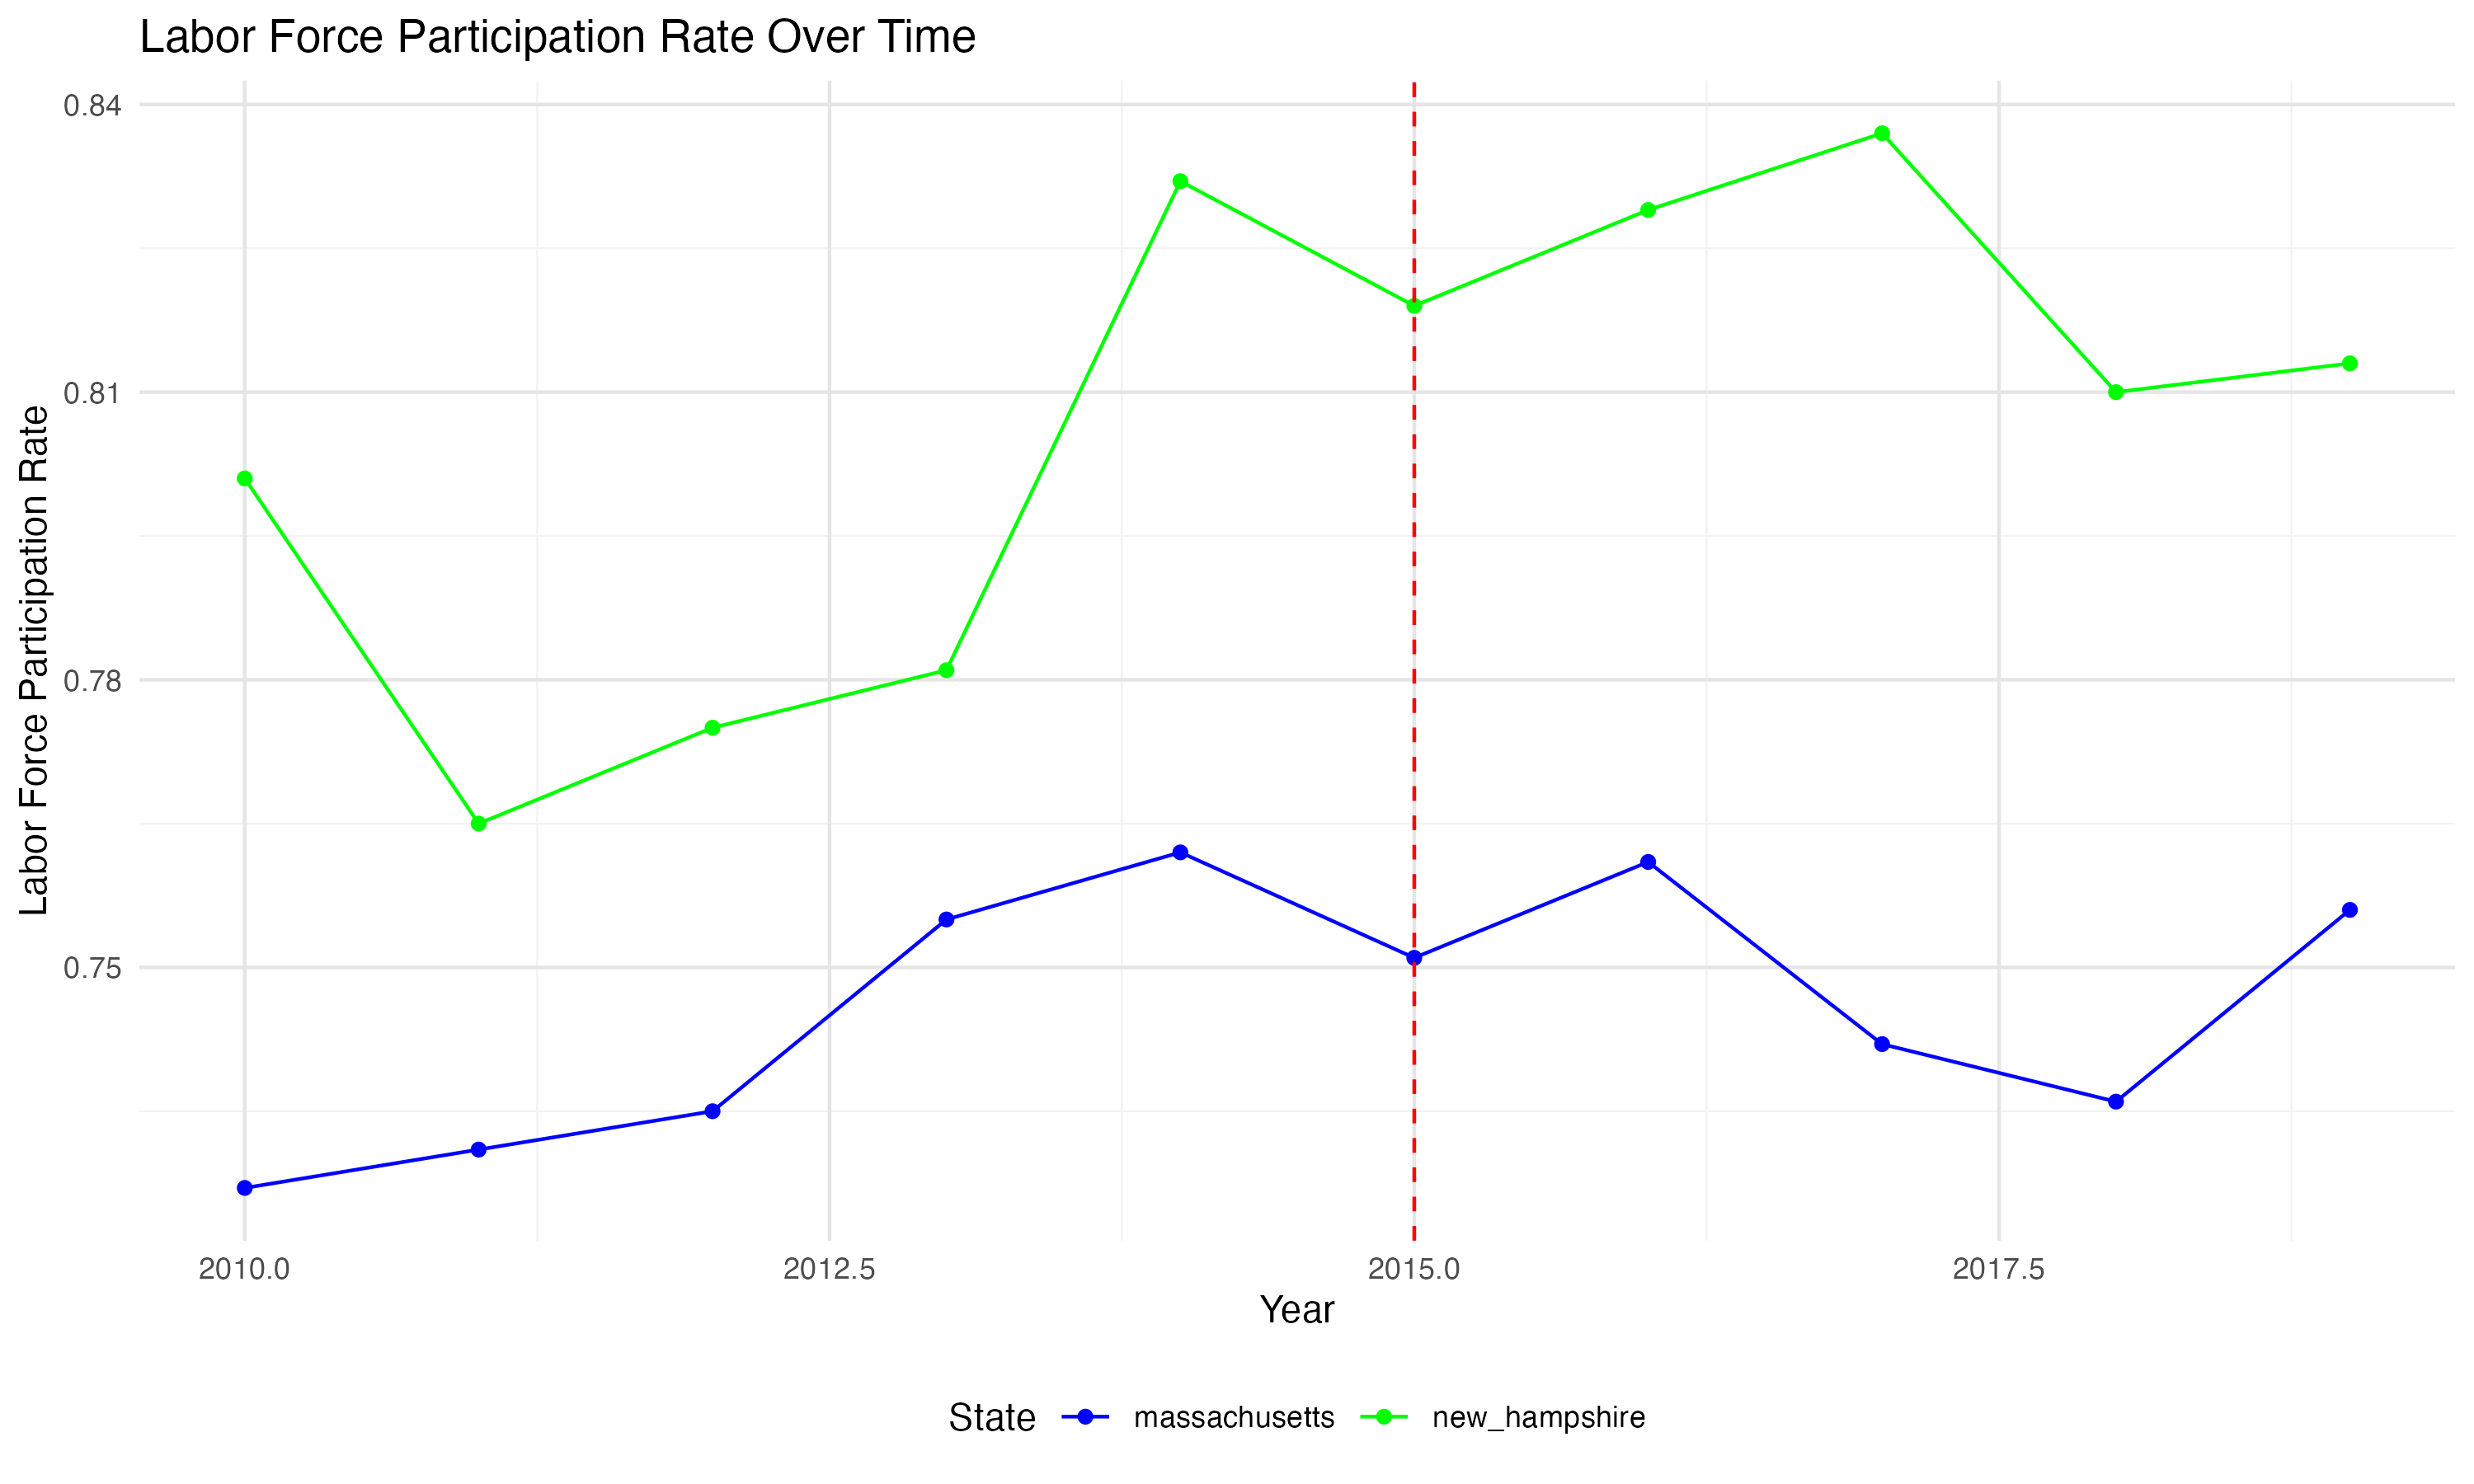 Labor Force Participation Rate Over Time
Labor Force Participation Rate
0.84
0.81
0.78
0.75
2010.0 2012.5 2015.0 2017.5
Year
State massachusetts new_hampshire